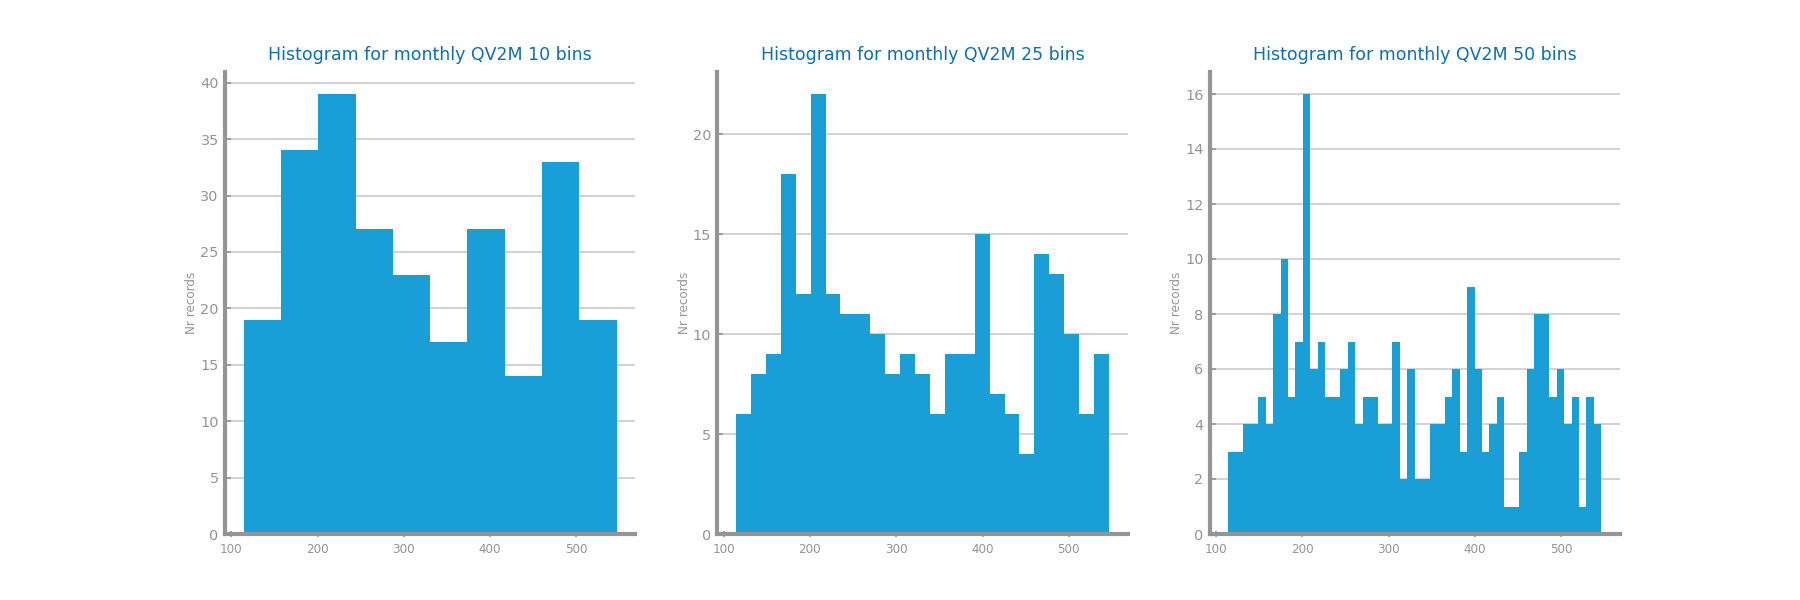 Histogram for monthly QV2M 10 bins
40
35
30
25
20
15
10
5
0
Nr records
100 200 300 400 500
Histogram for monthly QV2M 25 bins
20
15
10
5
0
Nr records
100 200 300 400 500
Histogram for monthly QV2M 50 bins
16
14
12
10
8
6
4
2
0
Nr records
100 200 300 400 500